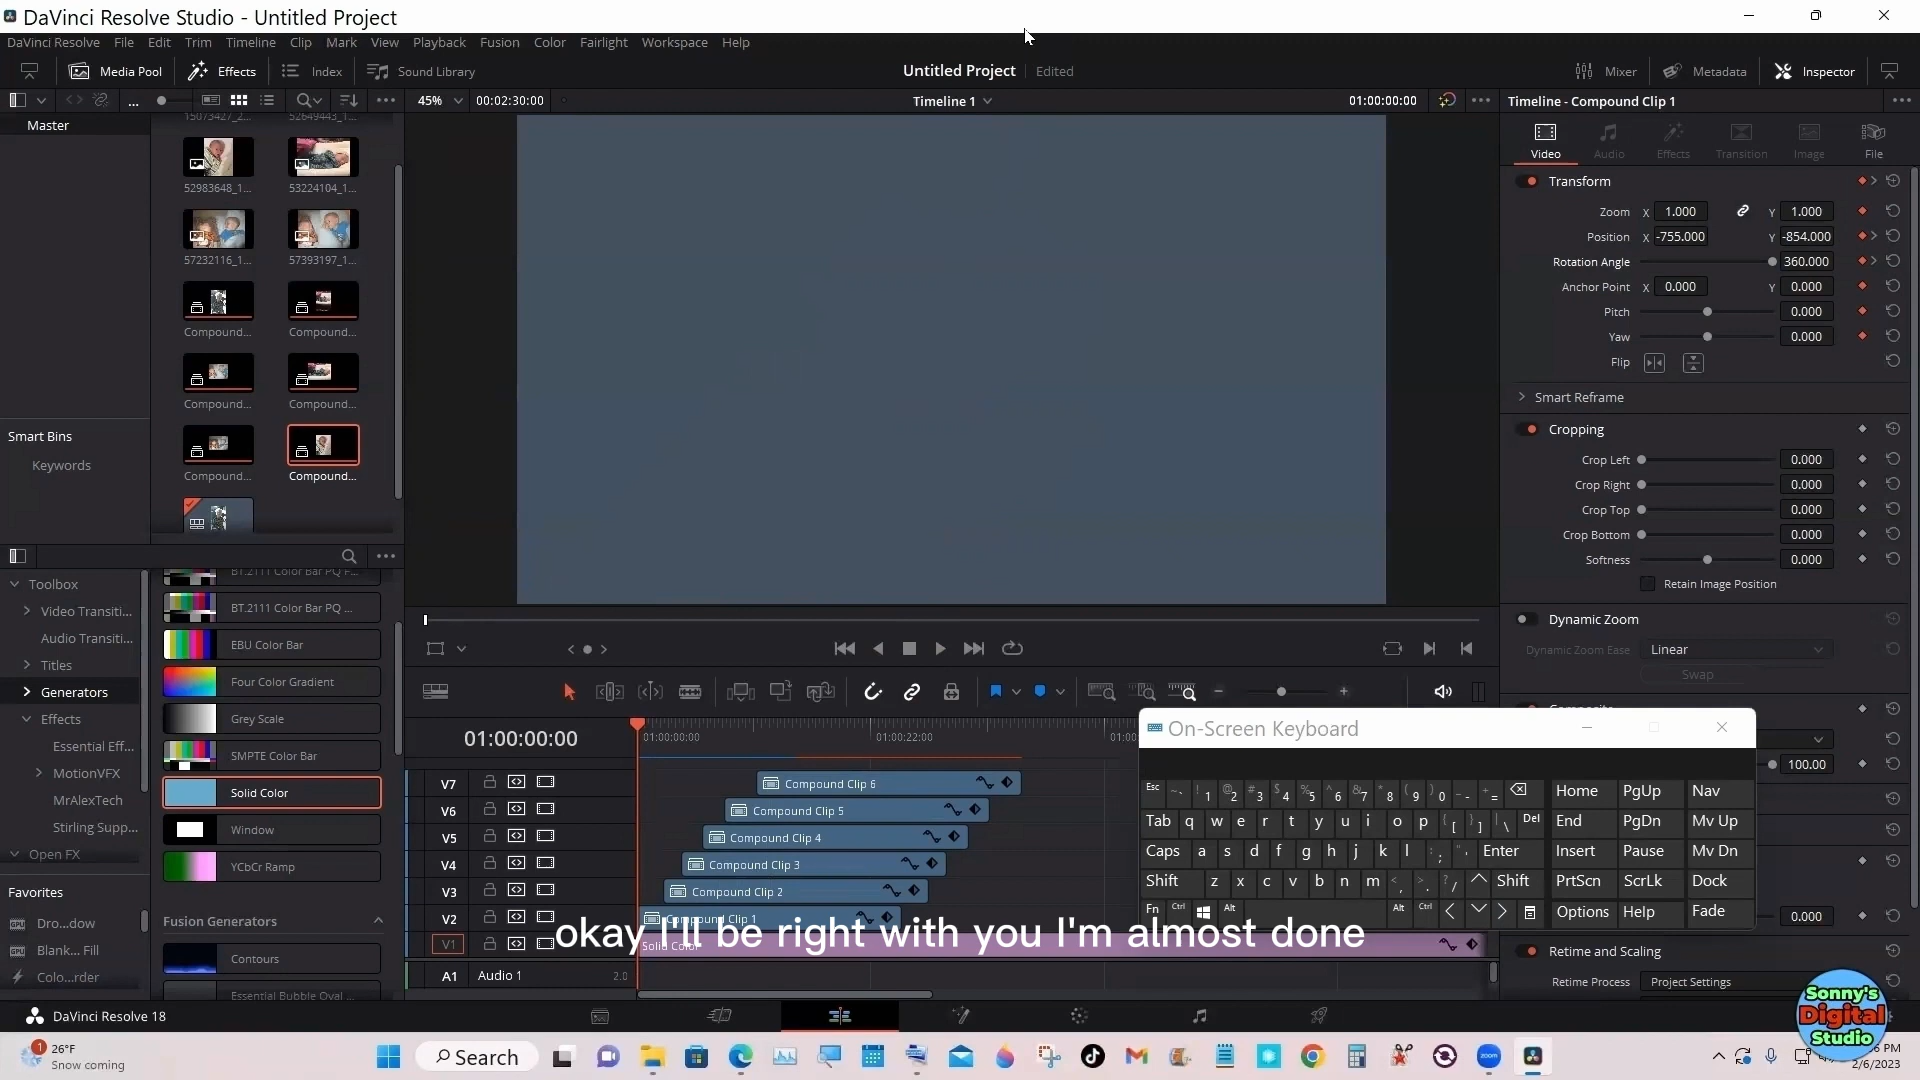 DaVinci Resolve Studio - Untitled Project
DaVinci Resolve File Edit Trim Timeline Clip Mark View Playback Fusion Color Fairlight Workspace Help
Media Pool Effects Index Sound Library
Untitled Project Edited
Mixer Metadata Inspector
45% 00:02:30:00 Timeline 1 01:00:00:00
Timeline - Compound Clip 1
Master
15073427_2... 52649443_1...
52983648_1... 53224104_1...
57232116_1... 57393197_1...
Compound... Compound...
Compound... Compound...
Compound... Compound...
Smart Bins
Keywords
Video Audio Effects Transition Image File
Transform
Zoom X 1.000 Y 1.000
Position X -755.000 Y -854.000
Rotation Angle 360.000
Anchor Point X 0.000 Y 0.000
Pitch 0.000
Yaw 0.000
Flip
Smart Reframe
Cropping
Crop Left 0.000
Crop Right 0.000
Crop Top 0.000
Crop Bottom 0.000
Softness 0.000
Retain Image Position
Dynamic Zoom
Dynamic Zoom Ease Linear
Swap
100.00
0.000
Retime and Scaling
Retime Process Project Settings
Toolbox
Video Transiti...
Audio Transiti...
Titles
Generators
Effects
Essential Eff...
MotionVFX
MrAlexTech
Stirling Supp...
Open FX
Favorites
Dro...dow
Blank... Fill
Colo...rder
BT.2111 Color Bar PQ F...
BT.2111 Color Bar PQ ...
EBU Color Bar
Four Color Gradient
Grey Scale
SMPTE Color Bar
Solid Color
Window
YCbCr Ramp
Fusion Generators
Contours
Essential Bubble Oval ...
01:00:00:00
01:00:00:00 01:00:22:00 01:00
V7 Compound Clip 6
V6 Compound Clip 5
V5 Compound Clip 4
V4 Compound Clip 3
V3 Compound Clip 2
V2 Compound Clip 1
V1 Solid Color
A1 Audio 1 2.0
okay I'll be right with you I'm almost done
On-Screen Keyboard
Esc ~ ` ! 1 @ 2 # 3 $ 4 % 5 ^ 6 & 7 * 8 ( 9 ) 0 _ - + = Home PgUp Nav
Tab q w e r t y u i o p { [ } ] | \ Del End PgDn Mv Up
Caps a s d f g h j k l : ; " ' Enter Insert Pause Mv Dn
Shift z x c v b n m < , > . ? / Shift PrtScn ScrLk Dock
Fn Ctrl Alt Alt Ctrl Options Help Fade
DaVinci Resolve 18
Sonny's
Digital
Studio
1 26°F
Snow coming
Search
zoom
PM
2/6/2023